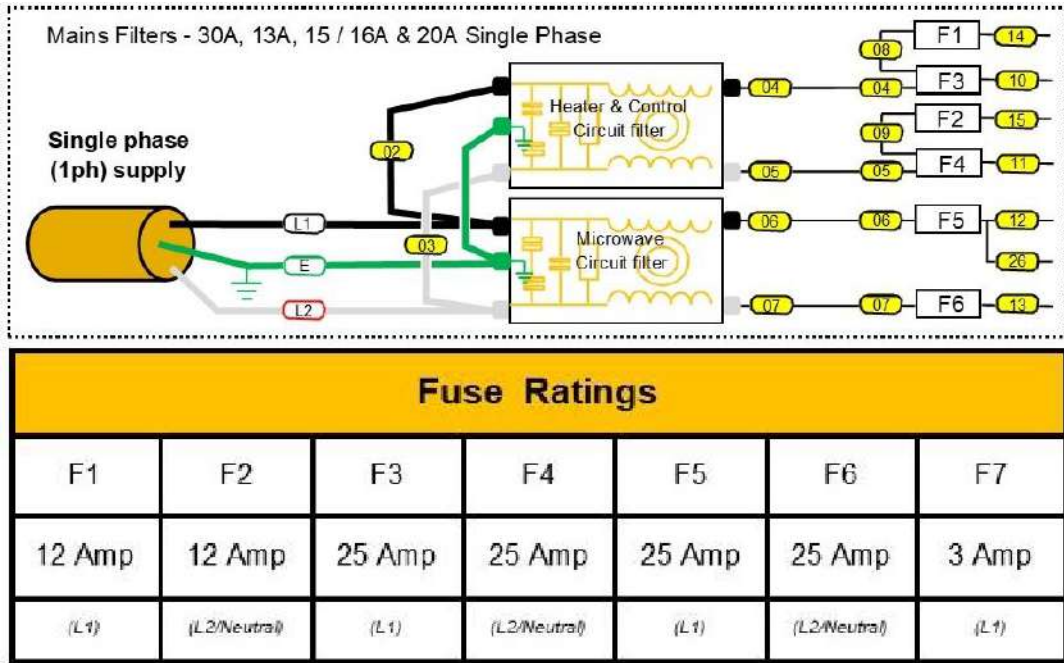 Mains Filters - 30A, 13A, 15 / 16A & 20A Single Phase
F1
14
08
04
04
F3
10
Heater & Control
Circuit filter
F2
15
09
02
Single phase
(1ph) supply
05
05
F4
11
L1
06
06
F5
12
03
Microwave
Circuit filter
E
26
L2
07
07
F6
13
Fuse Ratings
F1 F2 F3 F4 F5 F6 F7
12 Amp 12 Amp 25 Amp 25 Amp 25 Amp 25 Amp 3 Amp
(L1) (L2/Neutral) (L1) (L2/Neutral) (L1) (L2/Neutral) (L1)